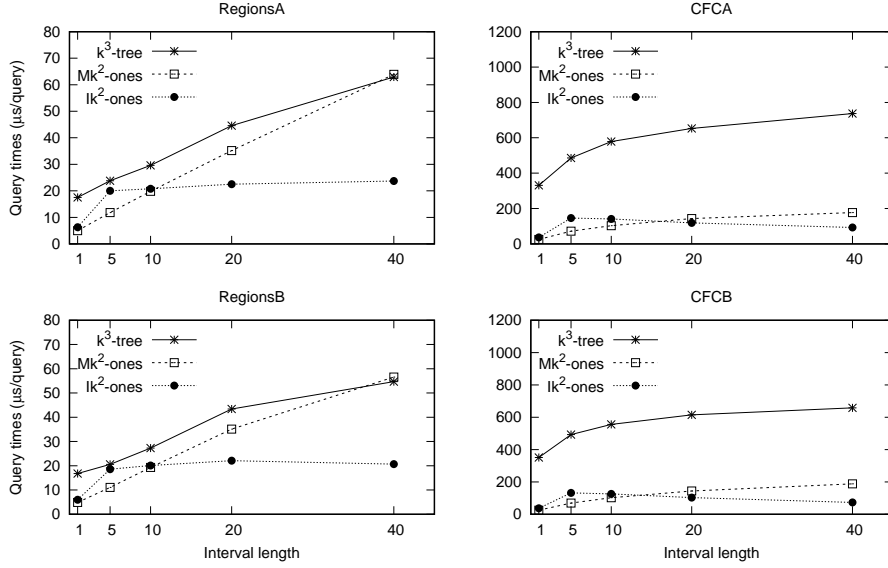 RegionsA
Query times (µs/query)
80
70
60
50
40
30
20
10
0
k³-tree
Mk²-ones
Ik²-ones
1 5 10 20 40
CFCA
1200
1000
800
600
400
200
0
k³-tree
Mk²-ones
Ik²-ones
1 5 10 20 40
RegionsB
Query times (µs/query)
80
70
60
50
40
30
20
10
0
k³-tree
Mk²-ones
Ik²-ones
1 5 10 20 40
Interval length
CFCB
1200
1000
800
600
400
200
0
k³-tree
Mk²-ones
Ik²-ones
1 5 10 20 40
Interval length